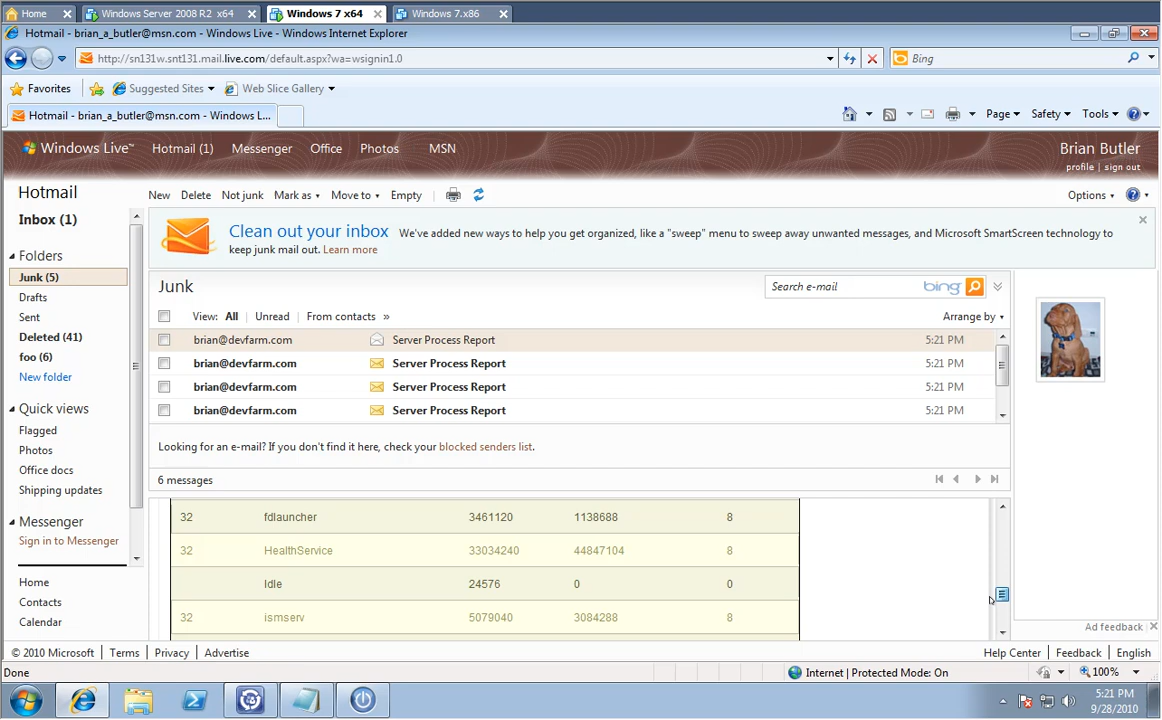 Home
Windows Server 2008 R2 x64
Windows 7 x64
Windows 7.x86
Hotmail - brian_a_butler@msn.com - Windows Live - Windows Internet Explorer
http://sn131w.snt131.mail.live.com/default.aspx?wa=wsignin1.0
Bing
Favorites
Suggested Sites
Web Slice Gallery
Hotmail - brian_a_butler@msn.com - Windows L...
Page
Safety
Tools
Windows Live™
Hotmail (1)
Messenger
Office
Photos
MSN
Brian Butler
profile | sign out
Hotmail
New
Delete
Not junk
Mark as
Move to
Empty
Options
Inbox (1)
Clean out your inbox
We've added new ways to help you get organized, like a "sweep" menu to sweep away unwanted messages, and Microsoft SmartScreen technology to
keep junk mail out. Learn more
Folders
Junk (5)
Drafts
Sent
Deleted (41)
foo (6)
New folder
Quick views
Flagged
Photos
Office docs
Shipping updates
Messenger
Sign in to Messenger
Home
Contacts
Calendar
Junk
Search e-mail
bing
View: All | Unread | From contacts »
Arrange by
brian@devfarm.com Server Process Report 5:21 PM
brian@devfarm.com Server Process Report 5:21 PM
brian@devfarm.com Server Process Report 5:21 PM
brian@devfarm.com Server Process Report 5:21 PM
Looking for an e-mail? If you don't find it here, check your blocked senders list.
6 messages
32 fdlauncher 3461120 1138688 8
32 HealthService 33034240 44847104 8
Idle 24576 0 0
32 ismserv 5079040 3084288 8
Ad feedback
© 2010 Microsoft | Terms | Privacy | Advertise
Help Center | Feedback | English
Done
Internet | Protected Mode: On
100%
5:21 PM
9/28/2010